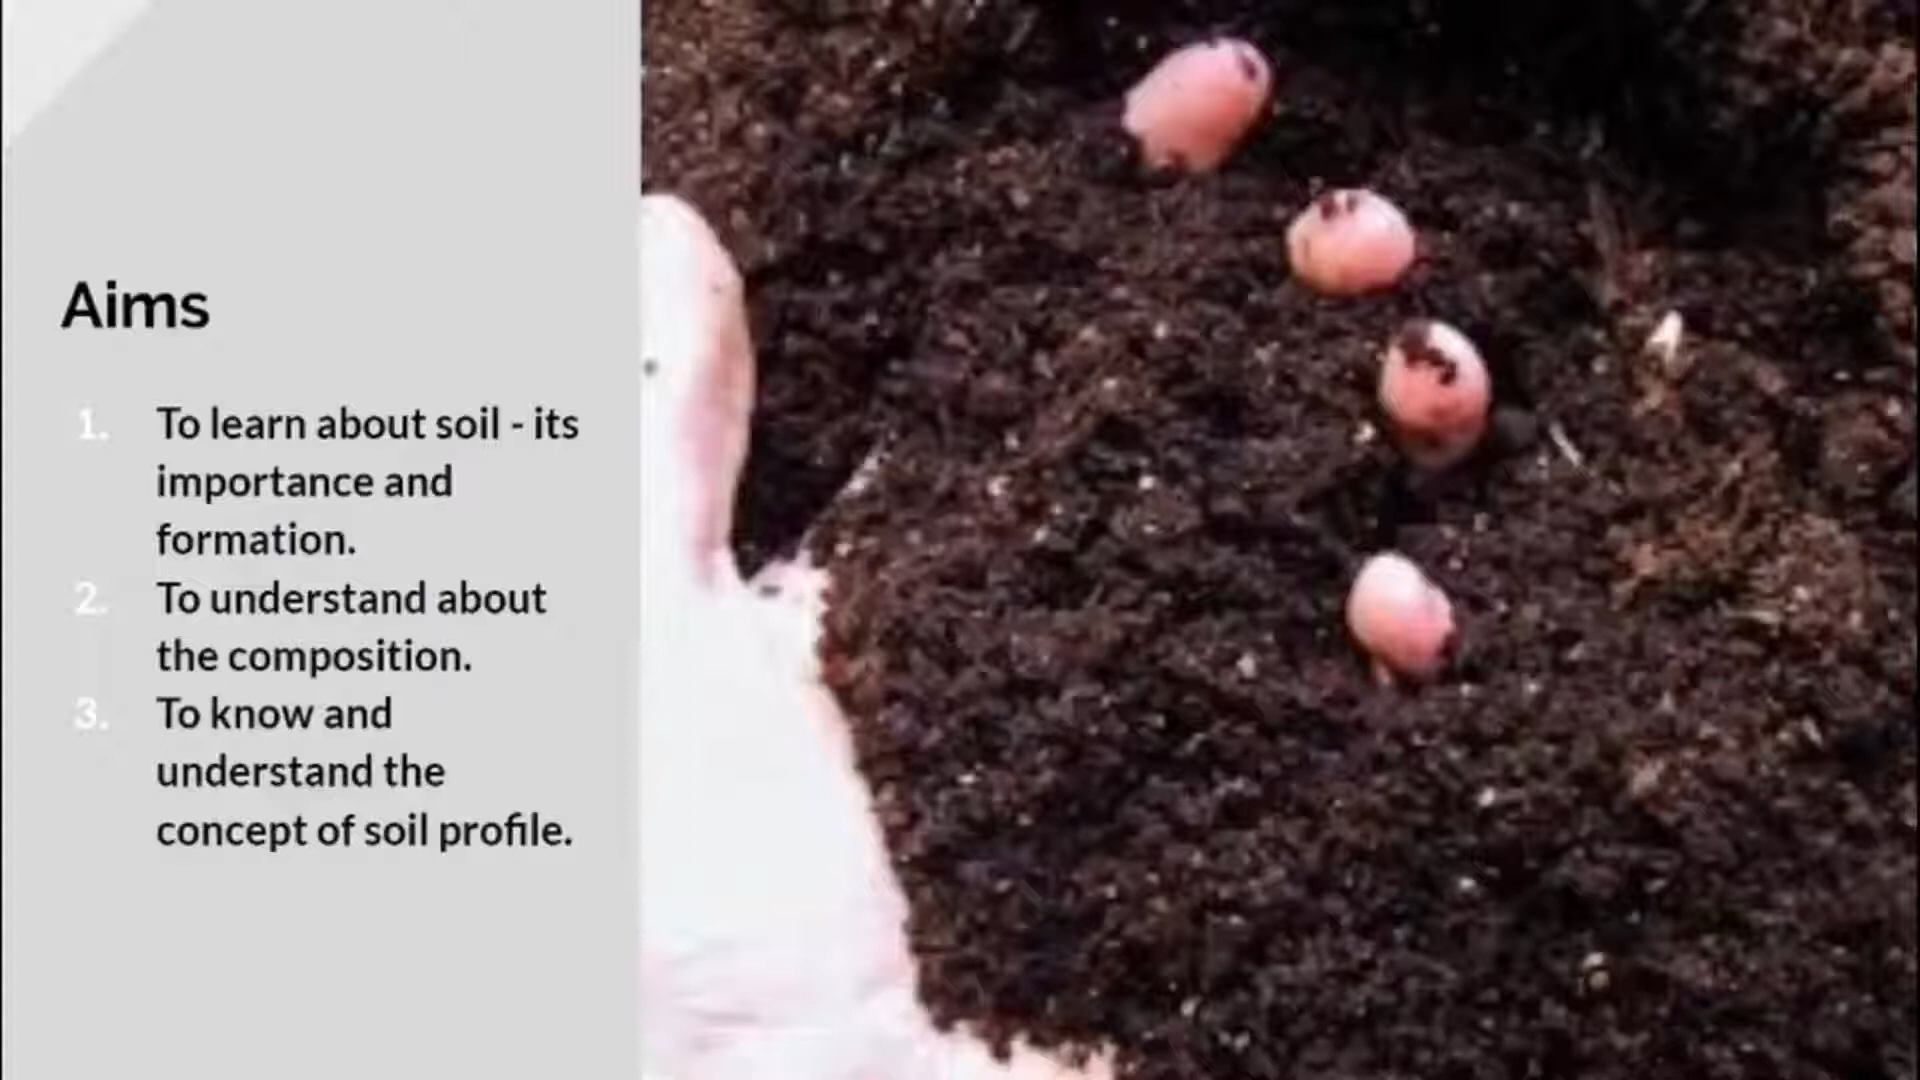 Aims
1. To learn about soil - its
importance and
formation.
2. To understand about
the composition.
3. To know and
understand the
concept of soil profile.